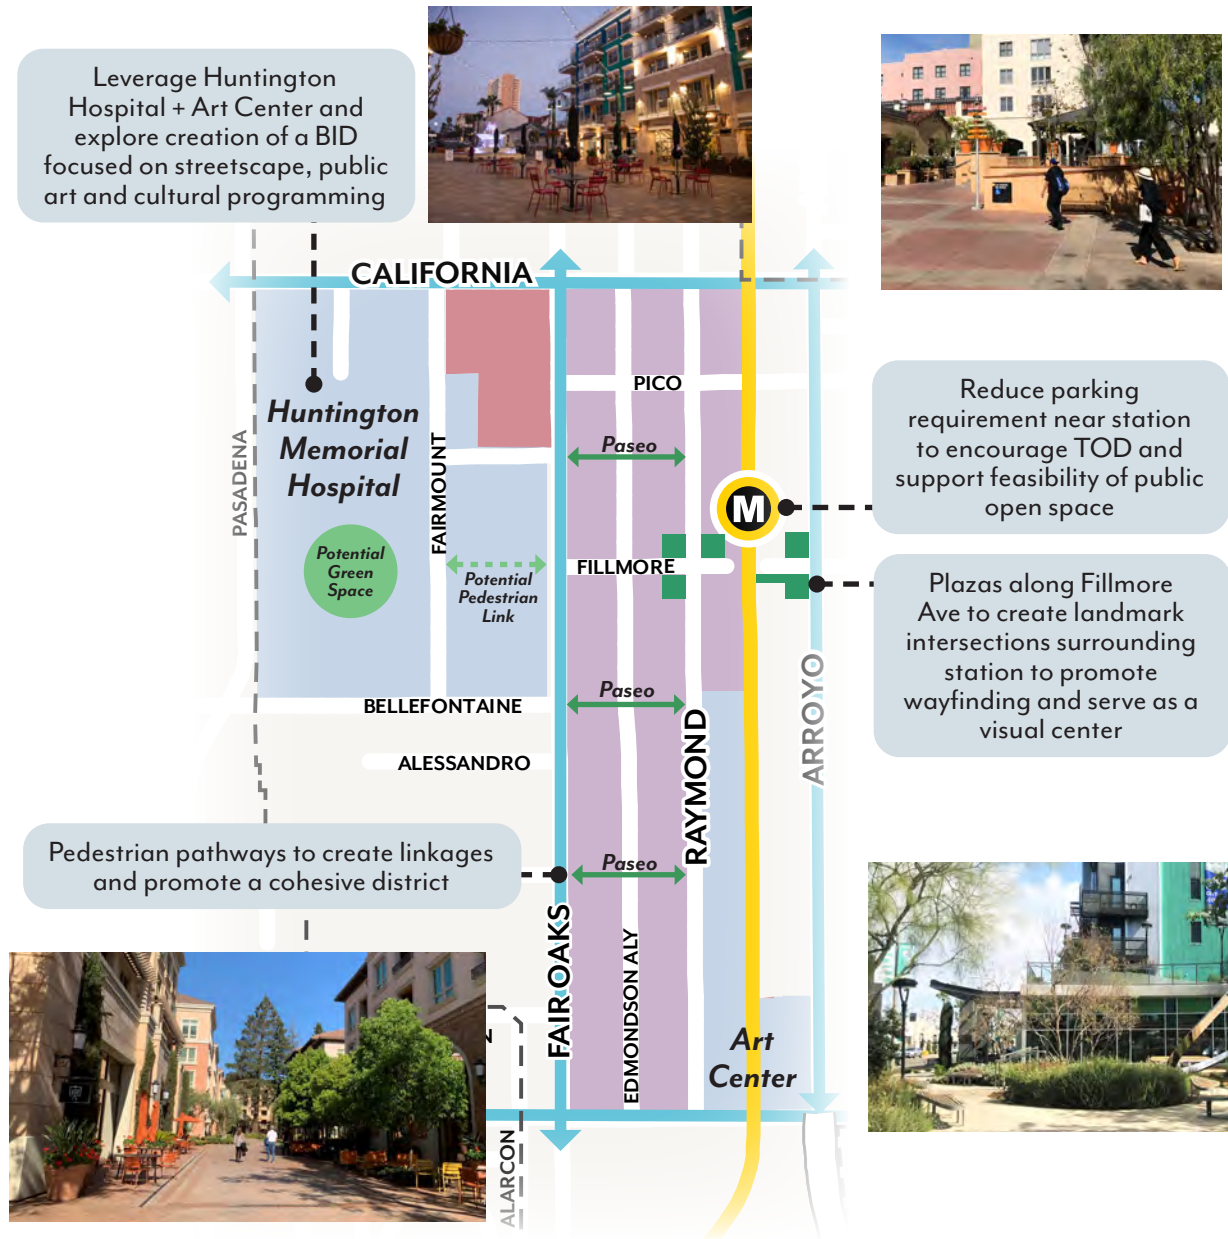 Leverage Huntington
Hospital + Art Center and
explore creation of a BID
focused on streetscape, public
art and cultural programming
CALIFORNIA
PICO
Huntington
Memorial
Hospital
PASADENA
FAIRMOUNT
Paseo
M
Reduce parking
requirement near station
to encourage TOD and
support feasibility of public
open space
Potential
Green
Space
Potential
Pedestrian
Link
FILLMORE
Plazas along Fillmore
Ave to create landmark
intersections surrounding
station to promote
wayfinding and serve as a
visual center
Paseo
BELLEFONTAINE
ALESSANDRO
RAYMOND
ARROYO
Pedestrian pathways to create linkages
and promote a cohesive district
Paseo
FAIR OAKS
EDMONDSON ALY
Art
Center
ALARCON